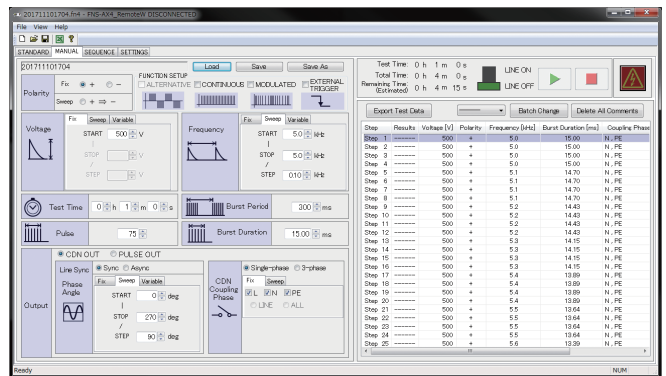 201711101704.fn4 - FNS-AX4_RemoteW DISCONNECTED
File View Help
STANDARD MANUAL SEQUENCE SETTINGS
201711101704 Load Save Save As
Polarity Fix + -
Sweep + ⇒ -
FUNCTION SETUP
ALTERNATIVE CONTINUOUS MODULATED EXTERNAL TRIGGER
Voltage
Fix Sweep Variable
START 500 V
|
STOP V
/
STEP V
Frequency
Fix Sweep Variable
START 5.0 kHz
|
STOP 5.0 kHz
/
STEP 0.10 kHz
Test Time 0 h 1 m 0 s
Burst Period 300 ms
Pulse 75
Burst Duration 15.00 ms
Output
CDN OUT PULSE OUT
Line Sync Sync Async
Phase Angle
Fix Sweep Variable
START 0 deg
|
STOP 270 deg
/
STEP 90 deg
CDN Coupling Phase
Single-phase 3-phase
Fix Sweep
L N PE
LINE ALL
Test Time: 0 h 1 m 0 s
Total Time: 0 h 4 m 0 s
Remaining Time: (Estimated) 0 h 4 m 15 s
LINE ON
LINE OFF
Export Test Data Batch Change Delete All Comments
Step Results Voltage [V] Polarity Frequency [kHz] Burst Duration [ms] Coupling Phase
Step 1 ------ 500 + 5.0 15.00 N , PE
Step 2 ------ 500 + 5.0 15.00 N , PE
Step 3 ------ 500 + 5.0 15.00 N , PE
Step 4 ------ 500 + 5.0 15.00 N , PE
Step 5 ------ 500 + 5.1 14.70 N , PE
Step 6 ------ 500 + 5.1 14.70 N , PE
Step 7 ------ 500 + 5.1 14.70 N , PE
Step 8 ------ 500 + 5.1 14.70 N , PE
Step 9 ------ 500 + 5.2 14.43 N , PE
Step 10 ------ 500 + 5.2 14.43 N , PE
Step 11 ------ 500 + 5.2 14.43 N , PE
Step 12 ------ 500 + 5.2 14.43 N , PE
Step 13 ------ 500 + 5.3 14.15 N , PE
Step 14 ------ 500 + 5.3 14.15 N , PE
Step 15 ------ 500 + 5.3 14.15 N , PE
Step 16 ------ 500 + 5.3 14.15 N , PE
Step 17 ------ 500 + 5.4 13.89 N , PE
Step 18 ------ 500 + 5.4 13.89 N , PE
Step 19 ------ 500 + 5.4 13.89 N , PE
Step 20 ------ 500 + 5.4 13.89 N , PE
Step 21 ------ 500 + 5.5 13.64 N , PE
Step 22 ------ 500 + 5.5 13.64 N , PE
Step 23 ------ 500 + 5.5 13.64 N , PE
Step 24 ------ 500 + 5.5 13.64 N , PE
Step 25 ------ 500 + 5.6 13.39 N , PE
Ready NUM